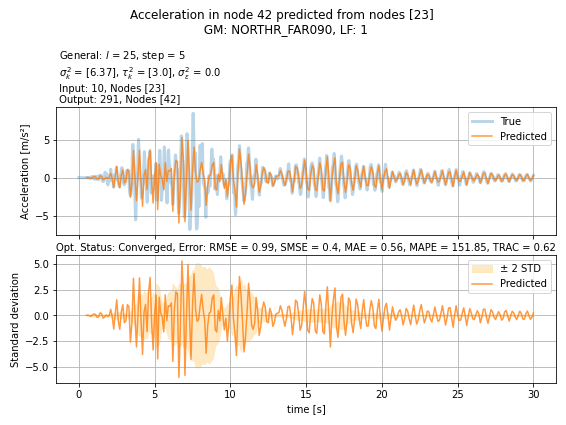 Acceleration in node 42 predicted from nodes [23]
GM: NORTHR_FAR090, LF: 1
General: l = 25, step = 5
σ²ₖ = [6.37], τ²ₖ = [3.0], σ²ε = 0.0
Input: 10, Nodes [23]
Output: 291, Nodes [42]
True
Predicted
Acceleration [m/s²]
5
0
−5
Opt. Status: Converged, Error: RMSE = 0.99, SMSE = 0.4, MAE = 0.56, MAPE = 151.85, TRAC = 0.62
± 2 STD
Predicted
Standard deviation
5.0
2.5
0.0
−2.5
−5.0
0 5 10 15 20 25 30
time [s]